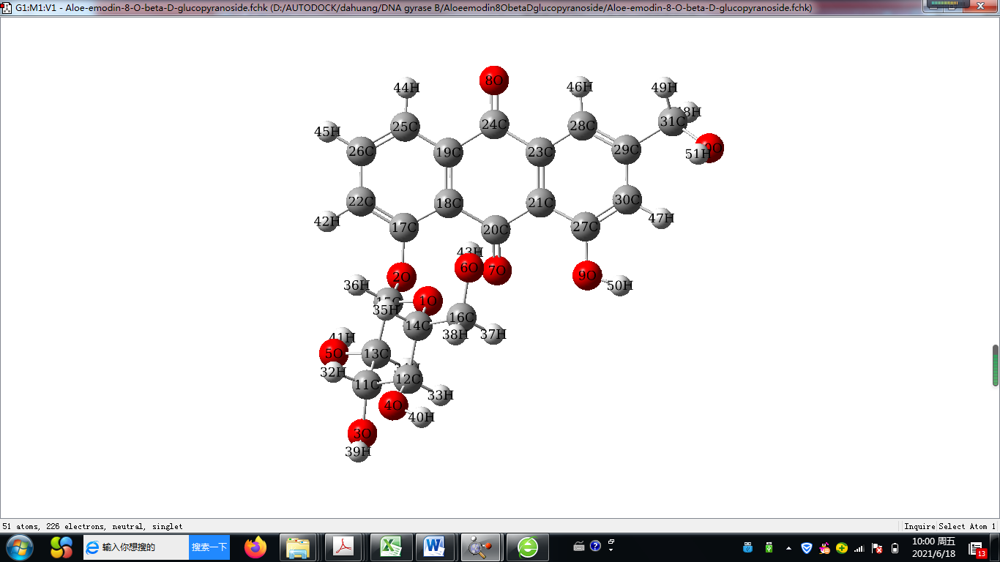 G1:M1:V1 - Aloe-emodin-8-O-beta-D-glucopyranoside.fchk (D:/AUTODOCK/dahuang/DNA gyrase B/Aloeemodin8ObetaDglucopyranoside/Aloe-emodin-8-O-beta-D-glucopyranoside.fchk)
8O
44H 46H 49H
25C 24C 28C 31C
45H
26C 19C 23C 29C 51H
22C 18C 21C 30C
42H 17C 20C 27C 47H
43H
2O 6O 7O 9O 50H
36H
35H 1O
14C 16C
41H 38H 37H
5O 13C
32H 11C 12C
4O 33H
40H
3O
39H
51 atoms, 226 electrons, neutral, singlet
Inquire Select Atom 1
输入你想搜的 搜索一下
10:00 周五
2021/6/18
13